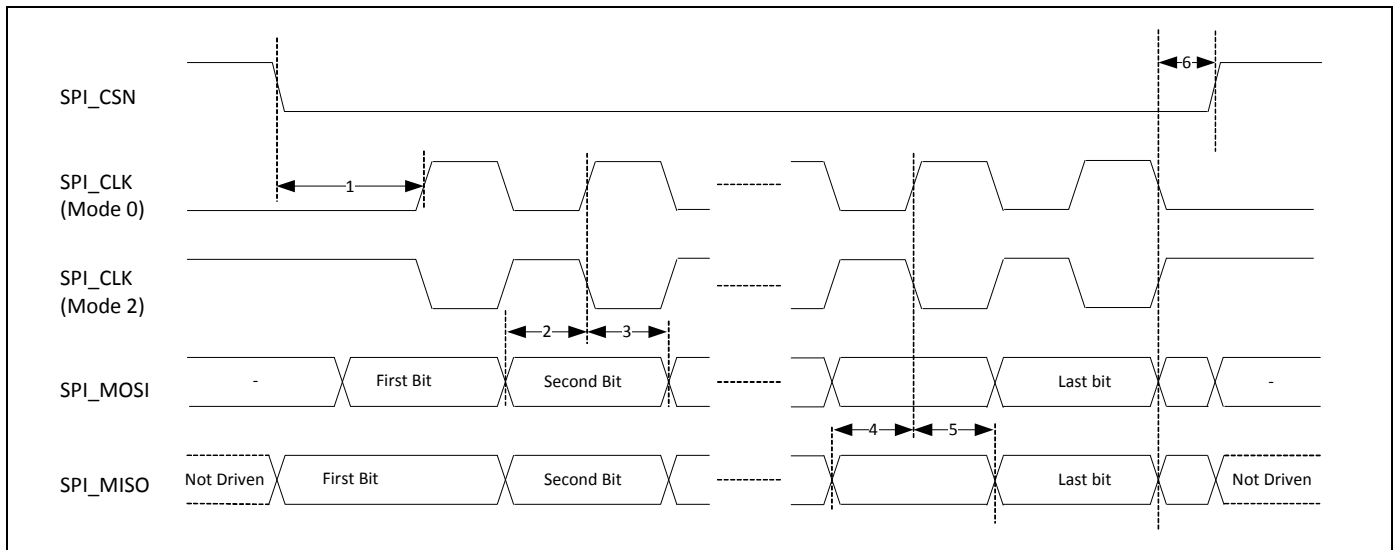 6
SPI_CSN
SPI_CLK
(Mode 0)
1
SPI_CLK
(Mode 2)
2 3
SPI_MOSI - First Bit Second Bit Last bit -
4 5
SPI_MISO Not Driven First Bit Second Bit Last bit Not Driven